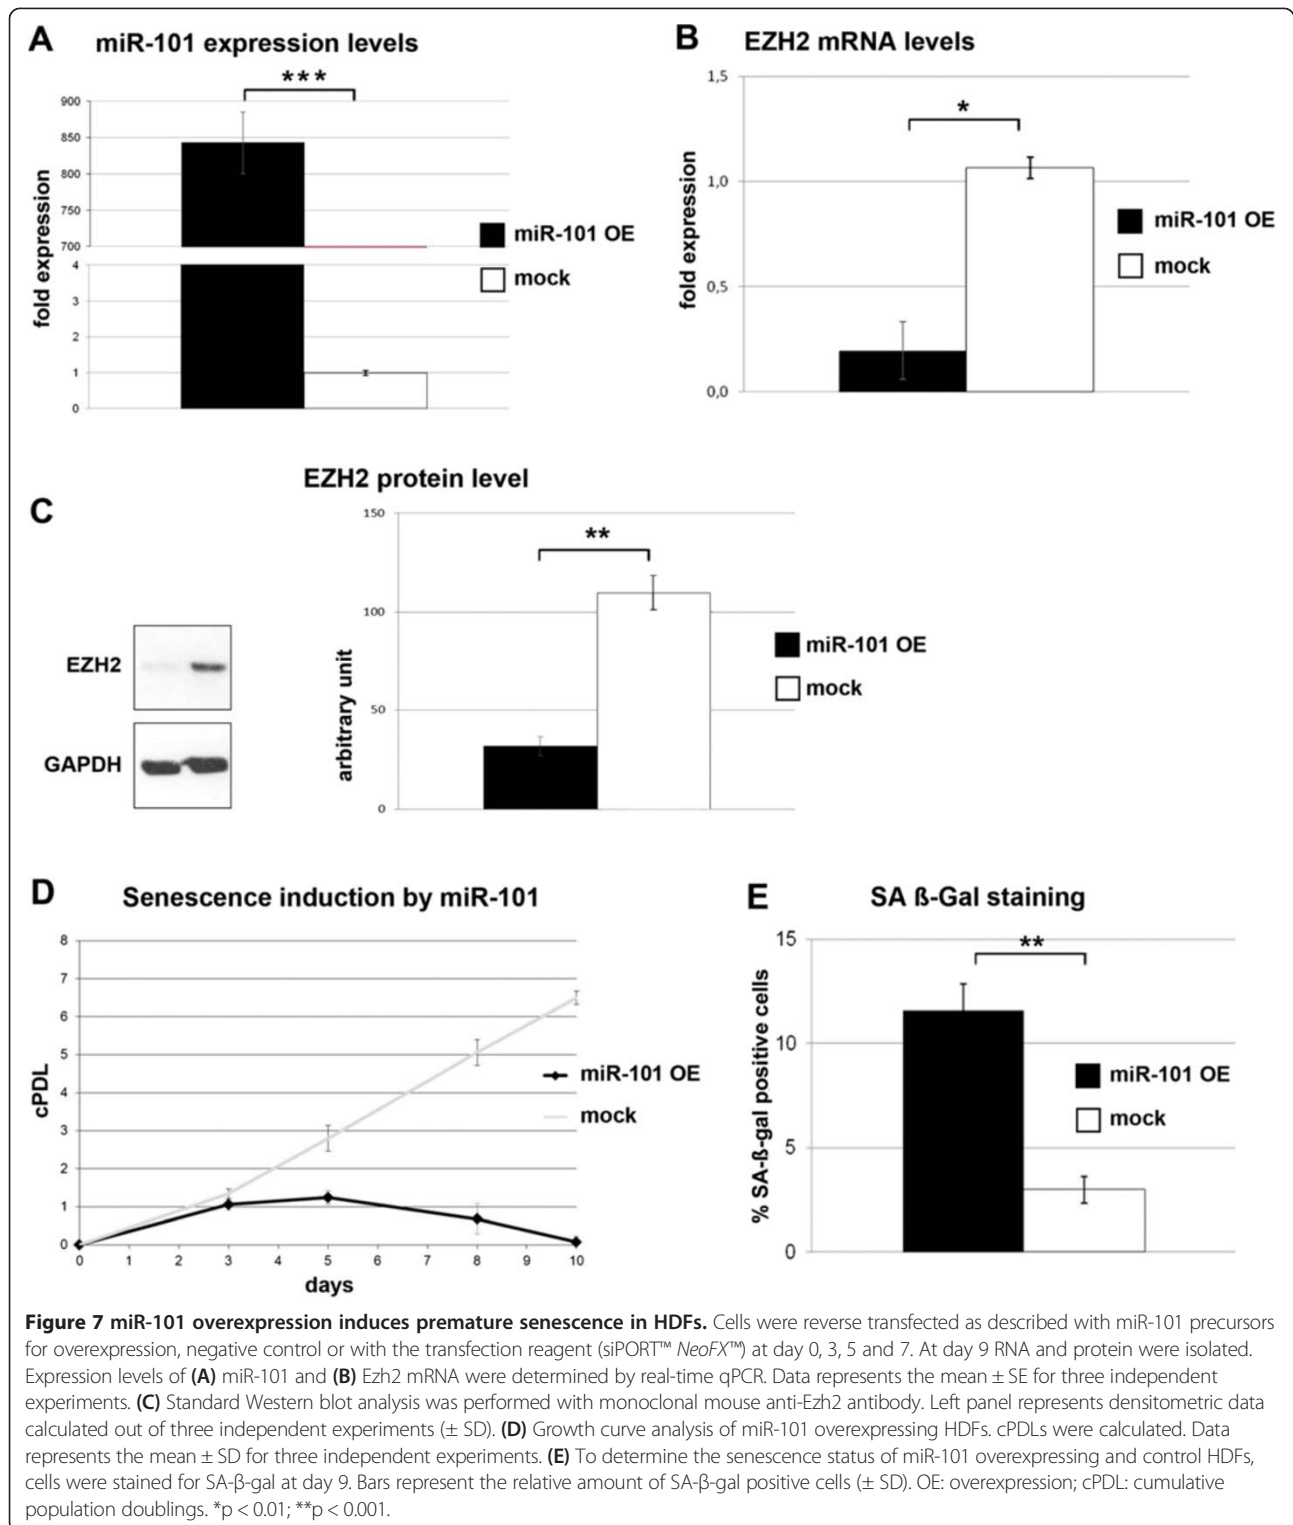 A
miR-101 expression levels
***
900
850
800
750
700
4
3
2
1
0
fold expression
miR-101 OE
mock
B
EZH2 mRNA levels
1,5
1,0
0,5
0,0
*
fold expression
miR-101 OE
mock
C
EZH2 protein level
EZH2
GAPDH
150
100
50
0
**
arbitrary unit
miR-101 OE
mock
D
Senescence induction by miR-101
8
7
6
5
4
3
2
1
0
cPDL
0 1 2 3 4 5 6 7 8 9 10
days
miR-101 OE
mock
E
SA ß-Gal staining
15
10
5
0
**
% SA-ß-gal positive cells
miR-101 OE
mock
Figure 7 miR-101 overexpression induces premature senescence in HDFs. Cells were reverse transfected as described with miR-101 precursors
for overexpression, negative control or with the transfection reagent (siPORT™ NeoFX™) at day 0, 3, 5 and 7. At day 9 RNA and protein were isolated.
Expression levels of (A) miR-101 and (B) Ezh2 mRNA were determined by real-time qPCR. Data represents the mean ± SE for three independent
experiments. (C) Standard Western blot analysis was performed with monoclonal mouse anti-Ezh2 antibody. Left panel represents densitometric data
calculated out of three independent experiments (± SD). (D) Growth curve analysis of miR-101 overexpressing HDFs. cPDLs were calculated. Data
represents the mean ± SD for three independent experiments. (E) To determine the senescence status of miR-101 overexpressing and control HDFs,
cells were stained for SA-β-gal at day 9. Bars represent the relative amount of SA-β-gal positive cells (± SD). OE: overexpression; cPDL: cumulative
population doublings. *p < 0.01; **p < 0.001.